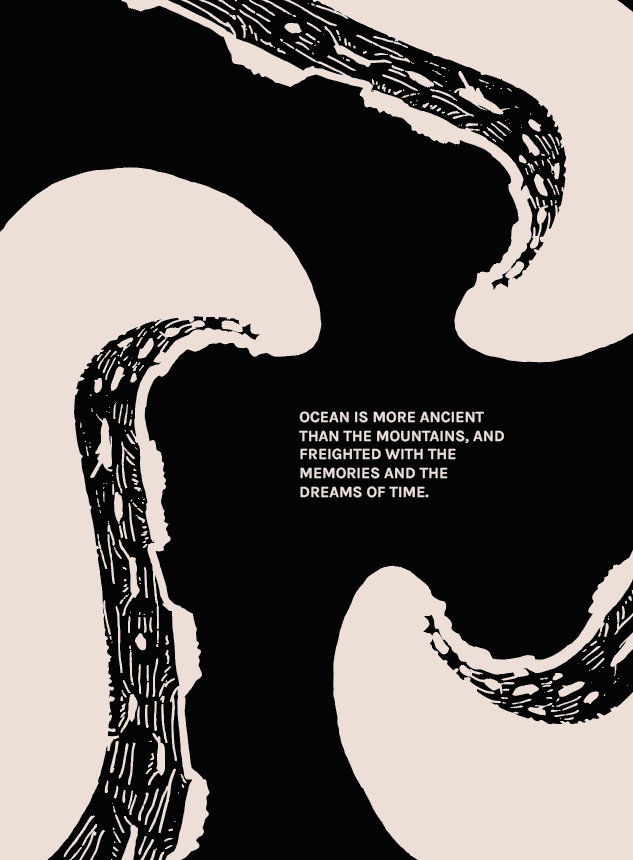 OCEAN IS MORE ANCIENT
THAN THE MOUNTAINS, AND
FREIGHTED WITH THE
MEMORIES AND THE
DREAMS OF TIME.